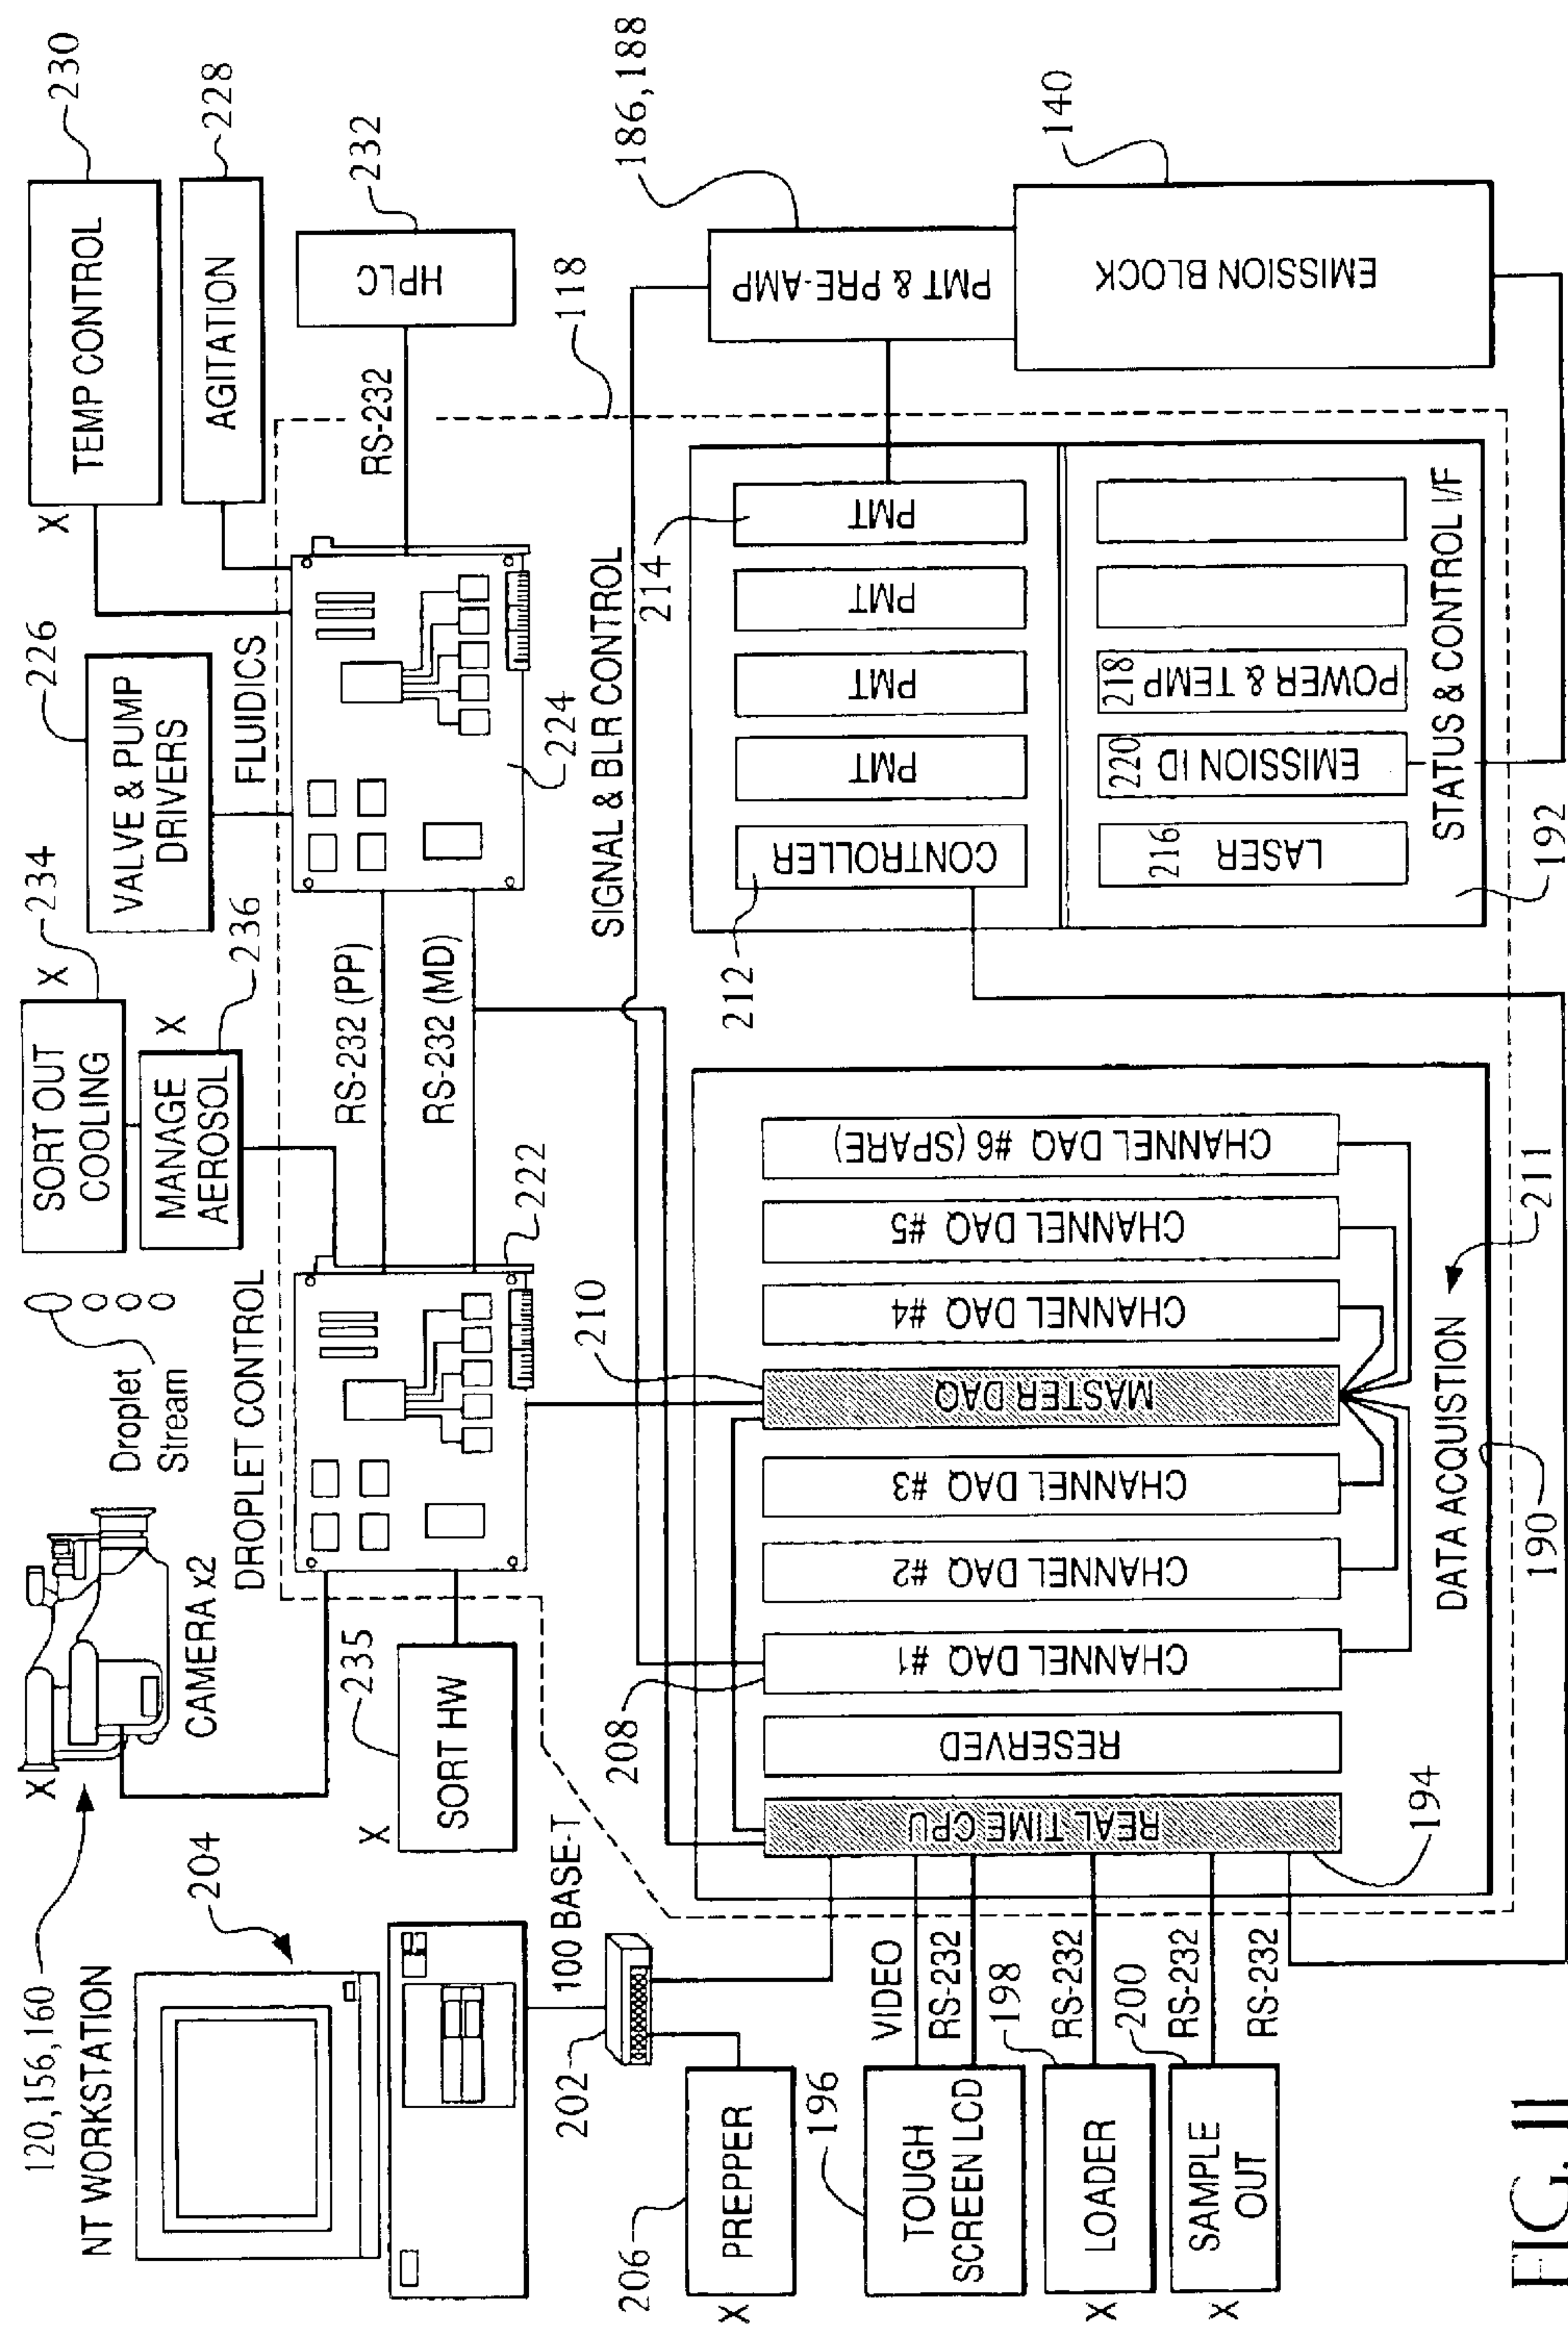 120,156,160
NT WORKSTATION
204
X
CAMERA x2
Droplet
Stream
SORT OUT
COOLING
X
234
MANAGE
AEROSOL
X
236
VALVE & PUMP
DRIVERS
226
X
TEMP CONTROL
230
AGITATION
228
DROPLET CONTROL
FLUIDICS
X
SORT HW
235
222
RS-232 (PP)
RS-232 (MD)
224
RS-232
HPLC
232
118
100 BASE-T
202
206
PREPPER
X
196
TOUGH
SCREEN LCD
VIDEO
RS-232
198
LOADER
X
RS-232
200
SAMPLE
OUT
X
RS-232
RS-232
208
210
REAL TIME CPU
RESERVED
CHANNEL DAQ #1
CHANNEL DAQ #2
CHANNEL DAQ #3
MASTER DAQ
CHANNEL DAQ #4
CHANNEL DAQ #5
CHANNEL DAQ #6 (SPARE)
194
DATA ACQUISTION
211
190
SIGNAL & BLR CONTROL
212
214
CONTROLLER
PMT
PMT
PMT
PMT
216
LASER
220
EMISSION ID
218
POWER & TEMP
STATUS & CONTROL I/F
192
186,188
PMT & PRE-AMP
EMISSION BLOCK
140
FIG. 11